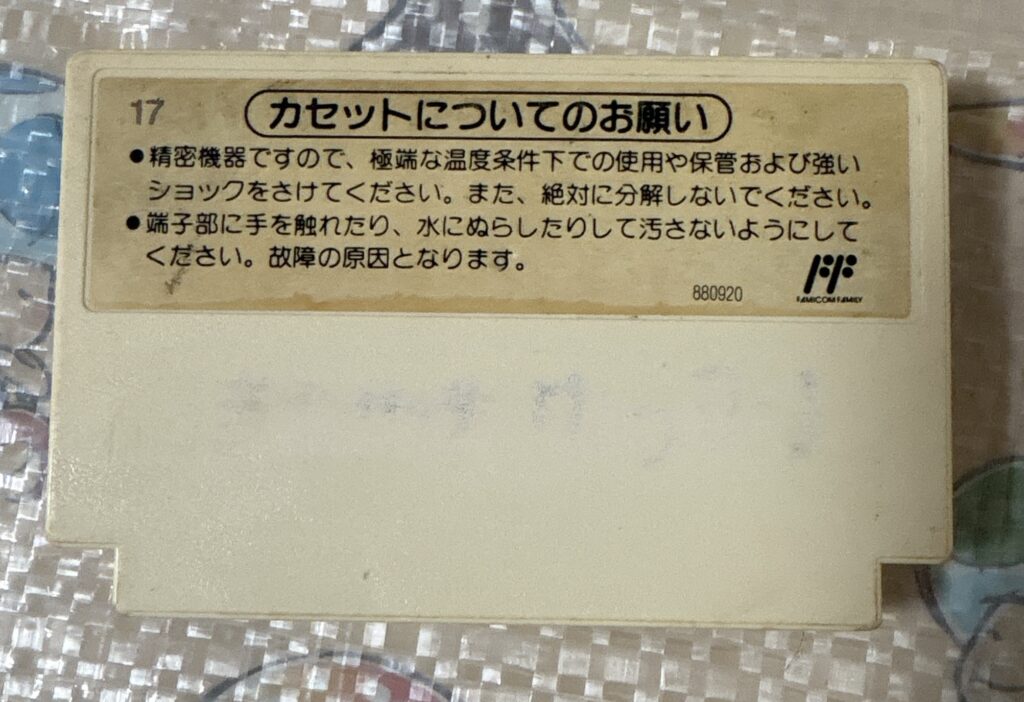 17
カセットについてのお願い
●精密機器ですので、極端な温度条件下での使用や保管および強い
ショックをさけてください。また、絶対に分解しないでください。
●端子部に手を触れたり、水にぬらしたりして汚さないようにして
ください。故障の原因となります。
880920
FAMICOM FAMILY